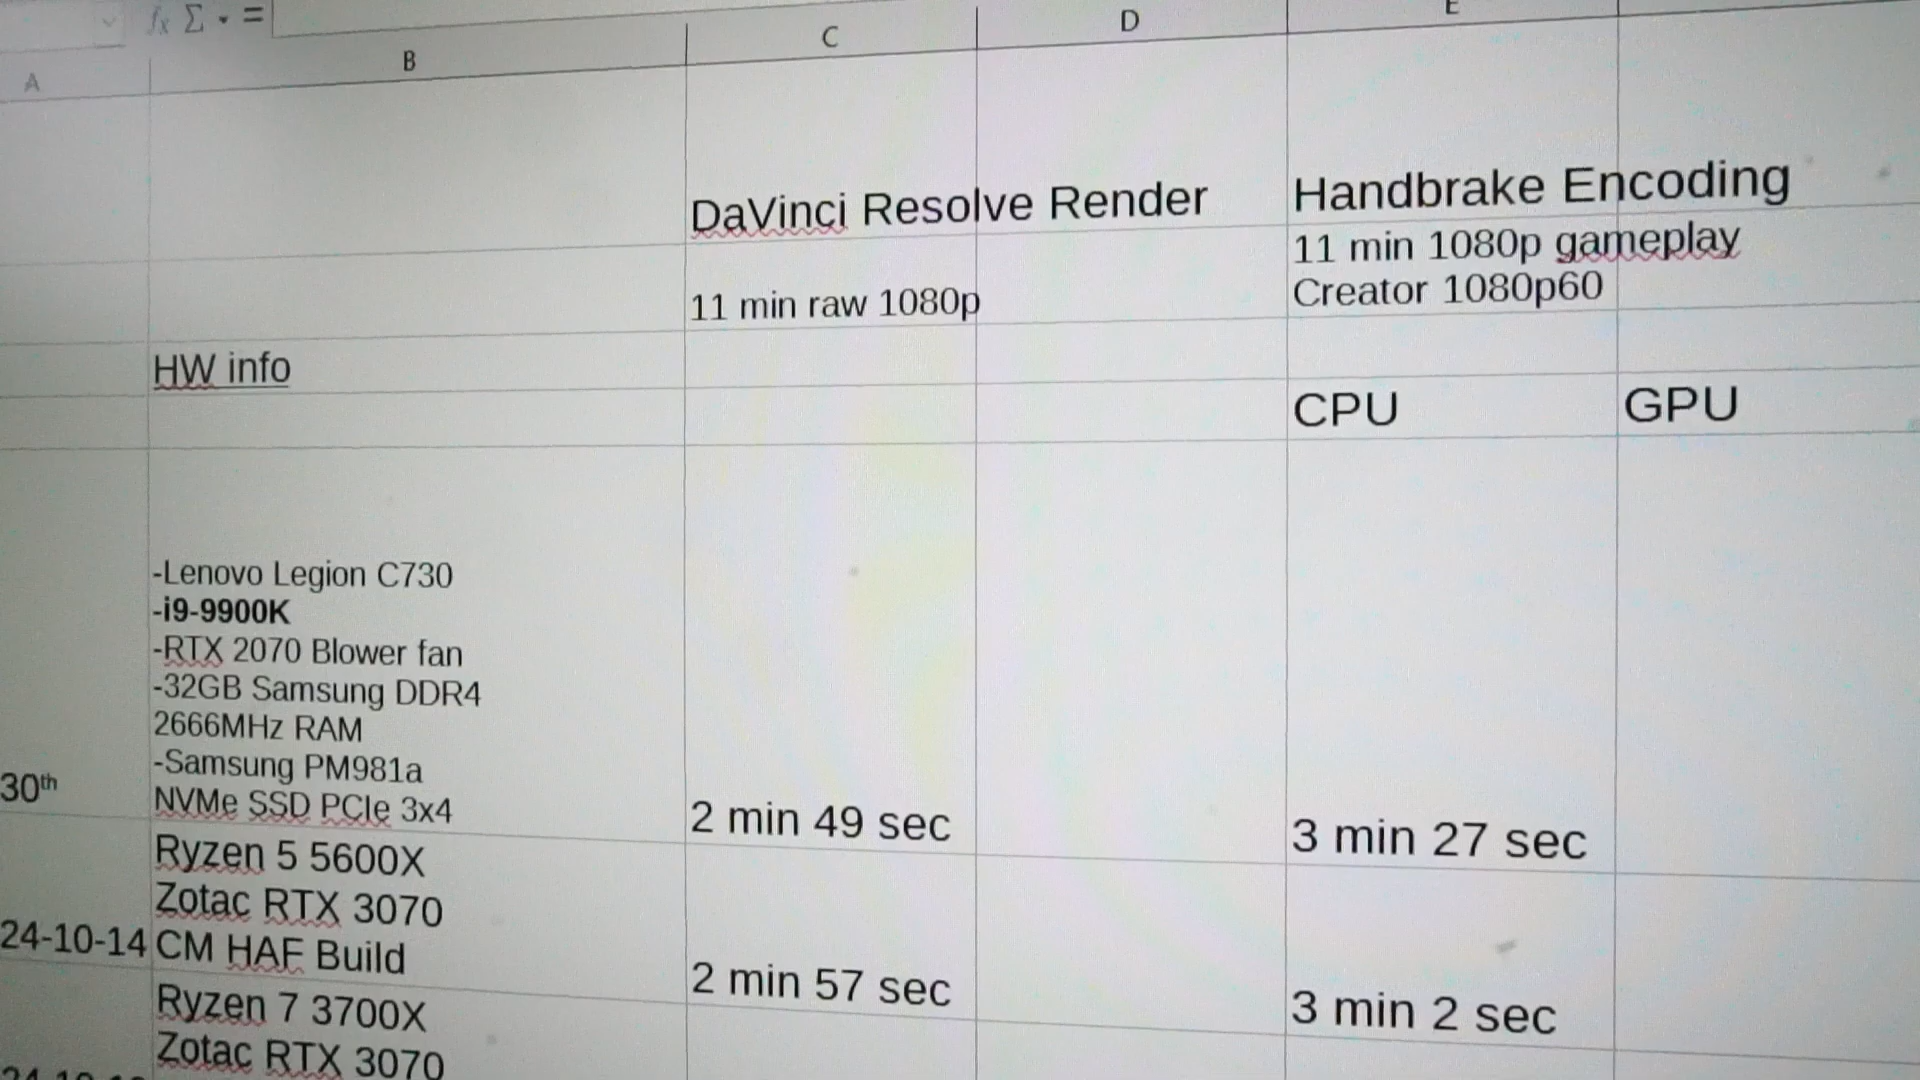 fx Σ ▾ =
A B C D E
DaVinci Resolve Render
Handbrake Encoding
11 min raw 1080p
11 min 1080p gameplay
Creator 1080p60
HW info
CPU
GPU
-Lenovo Legion C730
-i9-9900K
-RTX 2070 Blower fan
-32GB Samsung DDR4
2666MHz RAM
-Samsung PM981a
NVMe SSD PCIe 3x4
30th
2 min 49 sec
3 min 27 sec
Ryzen 5 5600X
Zotac RTX 3070
CM HAF Build
24-10-14
2 min 57 sec
3 min 2 sec
Ryzen 7 3700X
Zotac RTX 3070